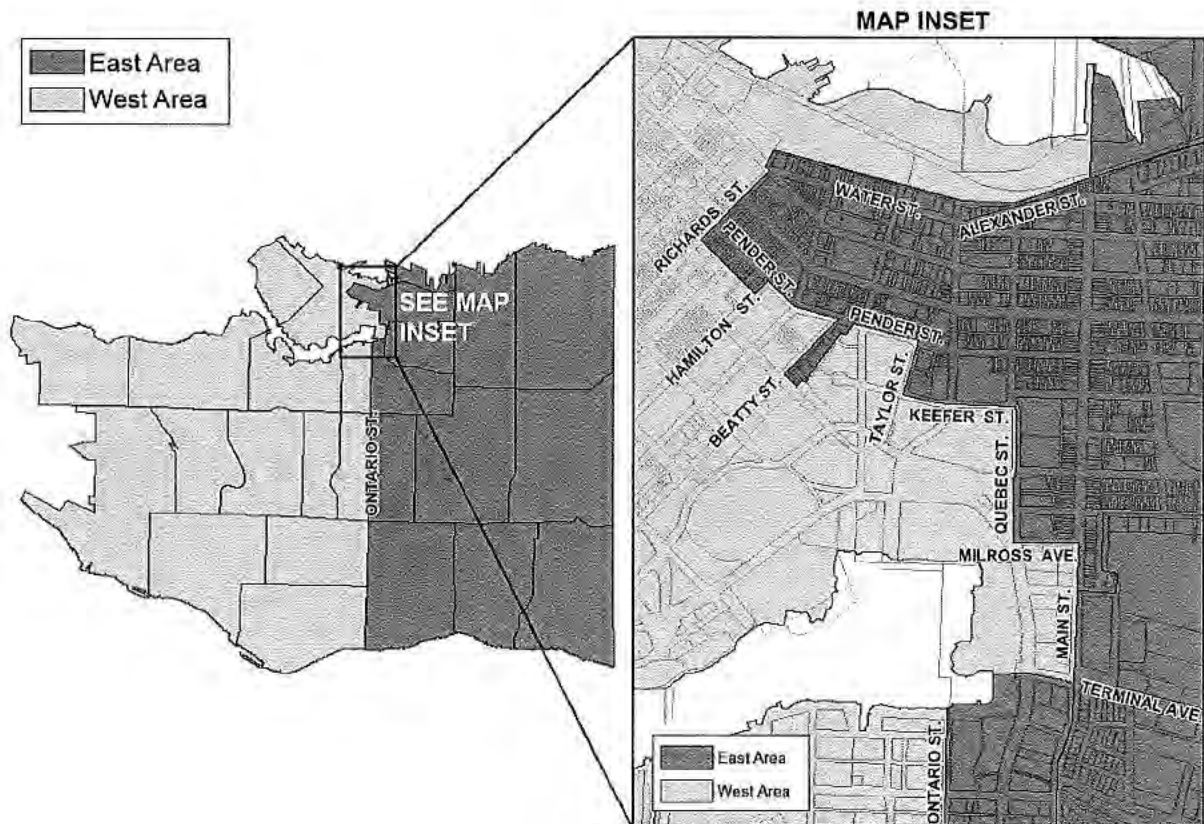 MAP INSET
East Area
West Area
SEE MAP
INSET
ONTARIO ST.
WATER ST.
ALEXANDER ST.
RICHARDS. ST.
PENDER ST.
HAMILTON ST.
PENDER ST.
BEATTY ST.
TAYLOR ST.
KEEFER ST.
QUEBEC ST.
MILROSS AVE.
MAIN ST.
TERMINAL AVE.
ONTARIO ST.
East Area
West Area